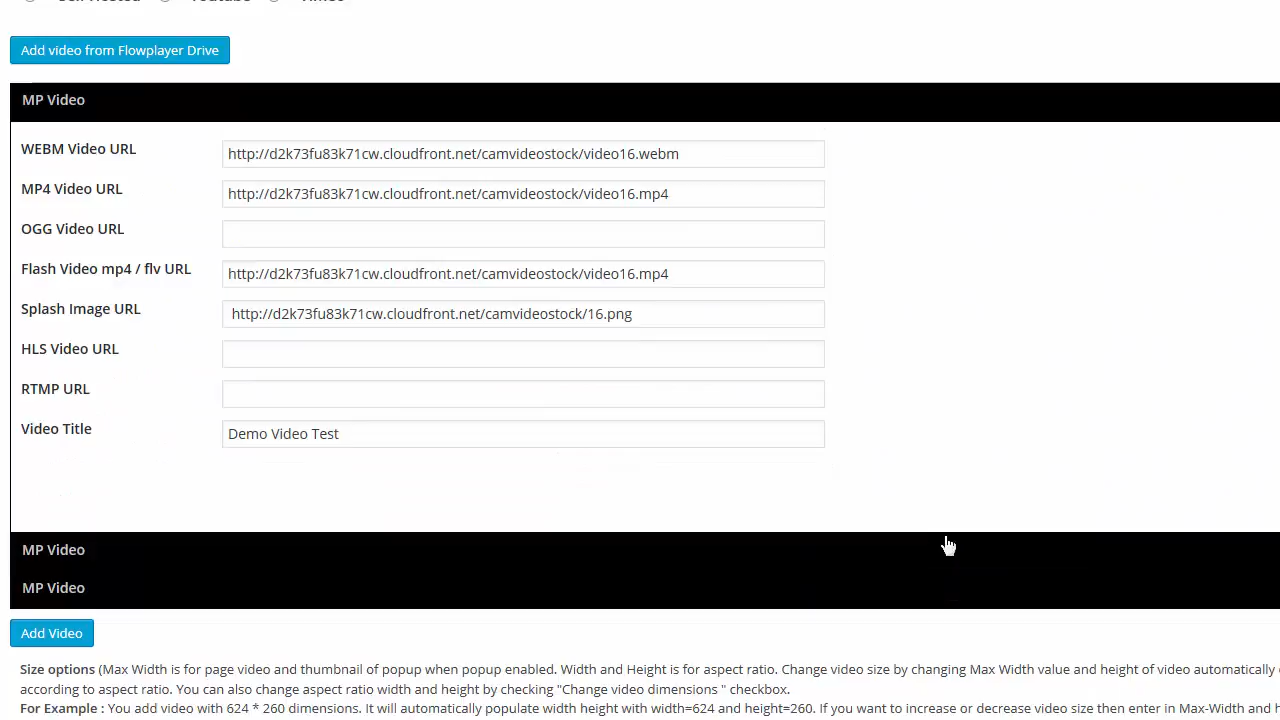 Self Hosted Youtube Vimeo
Add video from Flowplayer Drive
MP Video
WEBM Video URL http://d2k73fu83k71cw.cloudfront.net/camvideostock/video16.webm
MP4 Video URL http://d2k73fu83k71cw.cloudfront.net/camvideostock/video16.mp4
OGG Video URL
Flash Video mp4 / flv URL http://d2k73fu83k71cw.cloudfront.net/camvideostock/video16.mp4
Splash Image URL http://d2k73fu83k71cw.cloudfront.net/camvideostock/16.png
HLS Video URL
RTMP URL
Video Title Demo Video Test
MP Video
MP Video
Add Video
Size options (Max Width is for page video and thumbnail of popup when popup enabled. Width and Height is for aspect ratio. Change video size by changing Max Width value and height of video automatically
according to aspect ratio. You can also change aspect ratio width and height by checking "Change video dimensions " checkbox.
For Example : You add video with 624 * 260 dimensions. It will automatically populate width height with width=624 and height=260. If you want to increase or decrease video size then enter in Max-Width and